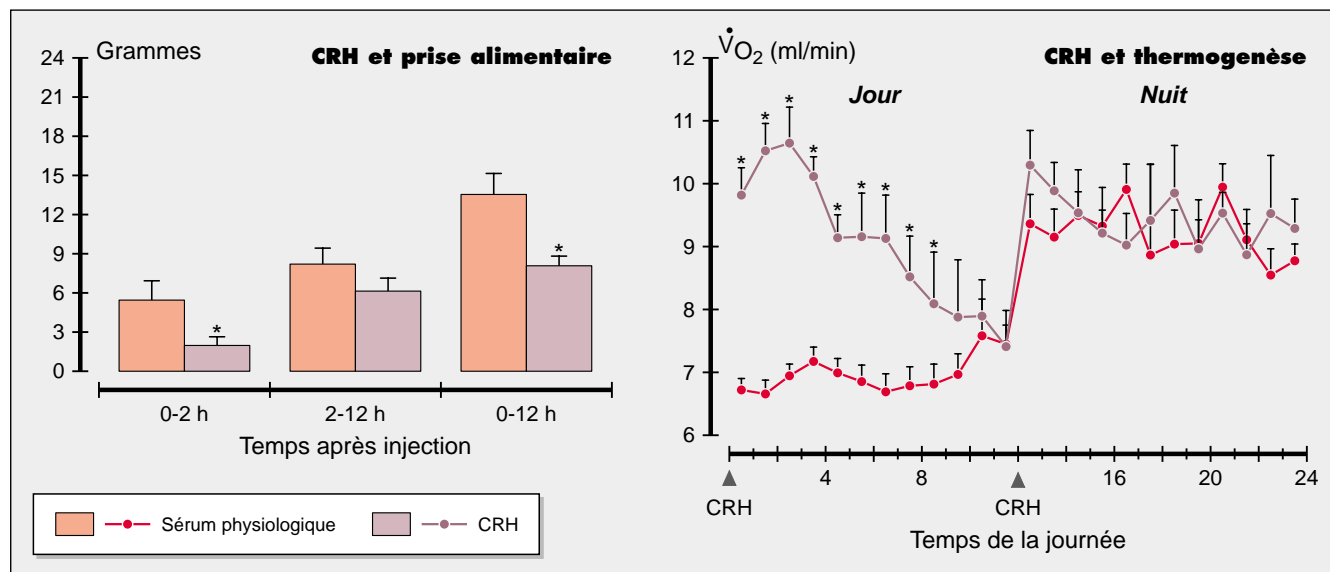 Grammes
CRH et prise alimentaire
24
21
18
15
12
9
6
3
0
*
*
0-2 h 2-12 h 0-12 h
Temps après injection
Sérum physiologique CRH
V̇O2 (ml/min)
CRH et thermogenèse
Jour Nuit
12
11
10
9
8
7
6
* * * * * * * * *
4 8 16 20 24
CRH CRH
Temps de la journée